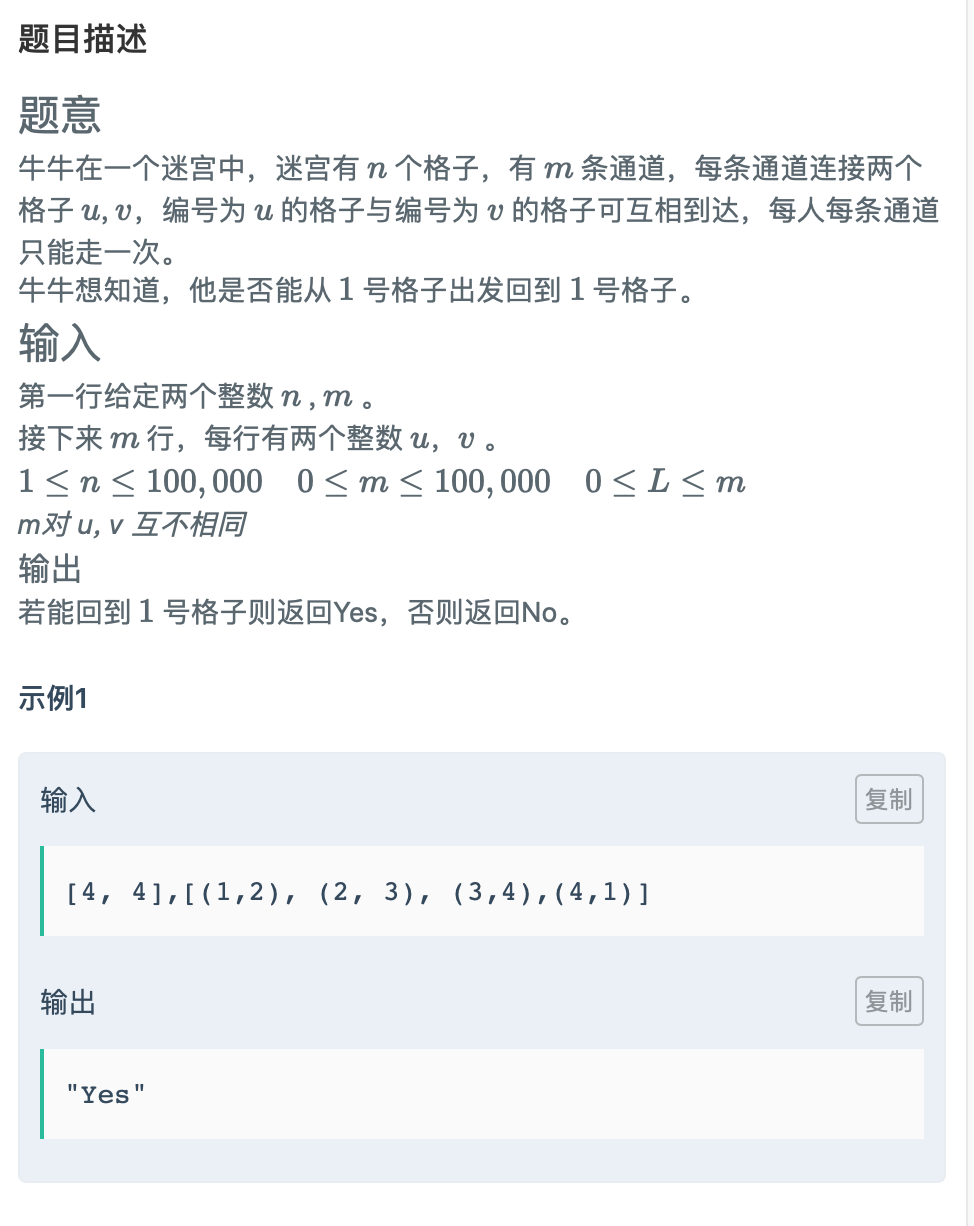 题目描述
题意
牛牛在一个迷宫中，迷宫有 n 个格子，有 m 条通道，每条通道连接两个
格子 u, v，编号为 u 的格子与编号为 v 的格子可互相到达，每人每条通道
只能走一次。
牛牛想知道，他是否能从 1 号格子出发回到 1 号格子。
输入
第一行给定两个整数 n , m 。
接下来 m 行，每行有两个整数 u， v 。
1 ≤ n ≤ 100,000 0 ≤ m ≤ 100,000 0 ≤ L ≤ m
m对 u, v 互不相同
输出
若能回到 1 号格子则返回Yes，否则返回No。
示例1
输入
复制
[4, 4],[(1,2), (2, 3), (3,4),(4,1)]
输出
复制
"Yes"